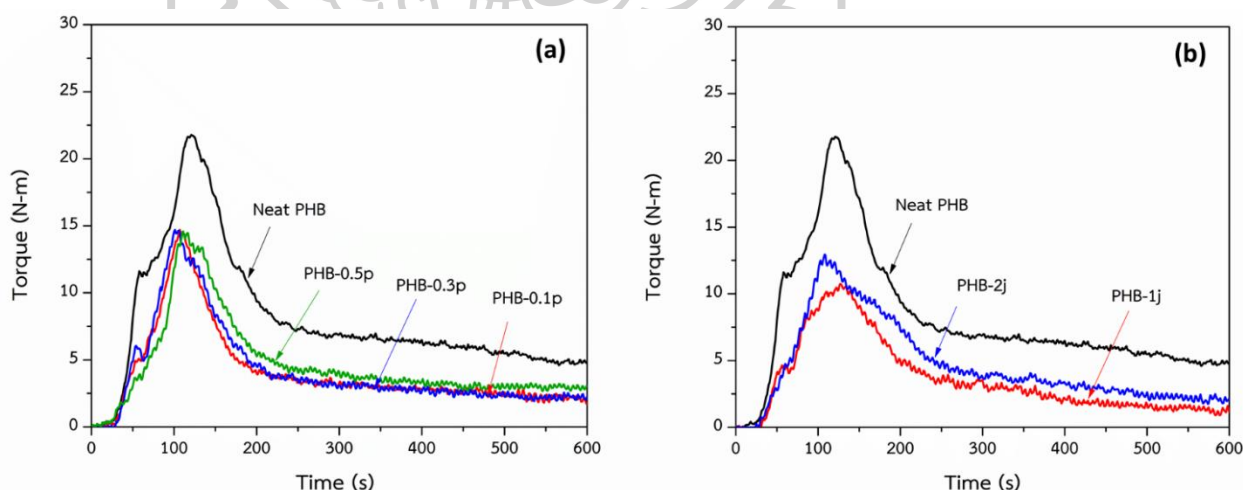 (a)
30
25
20
15
10
5
0
Torque (N-m)
Neat PHB
PHB-0.5p
PHB-0.3p
PHB-0.1p
0 100 200 300 400 500 600
Time (s)
(b)
30
25
20
15
10
5
0
Torque (N-m)
Neat PHB
PHB-2j
PHB-1j
0 100 200 300 400 500 600
Time (s)